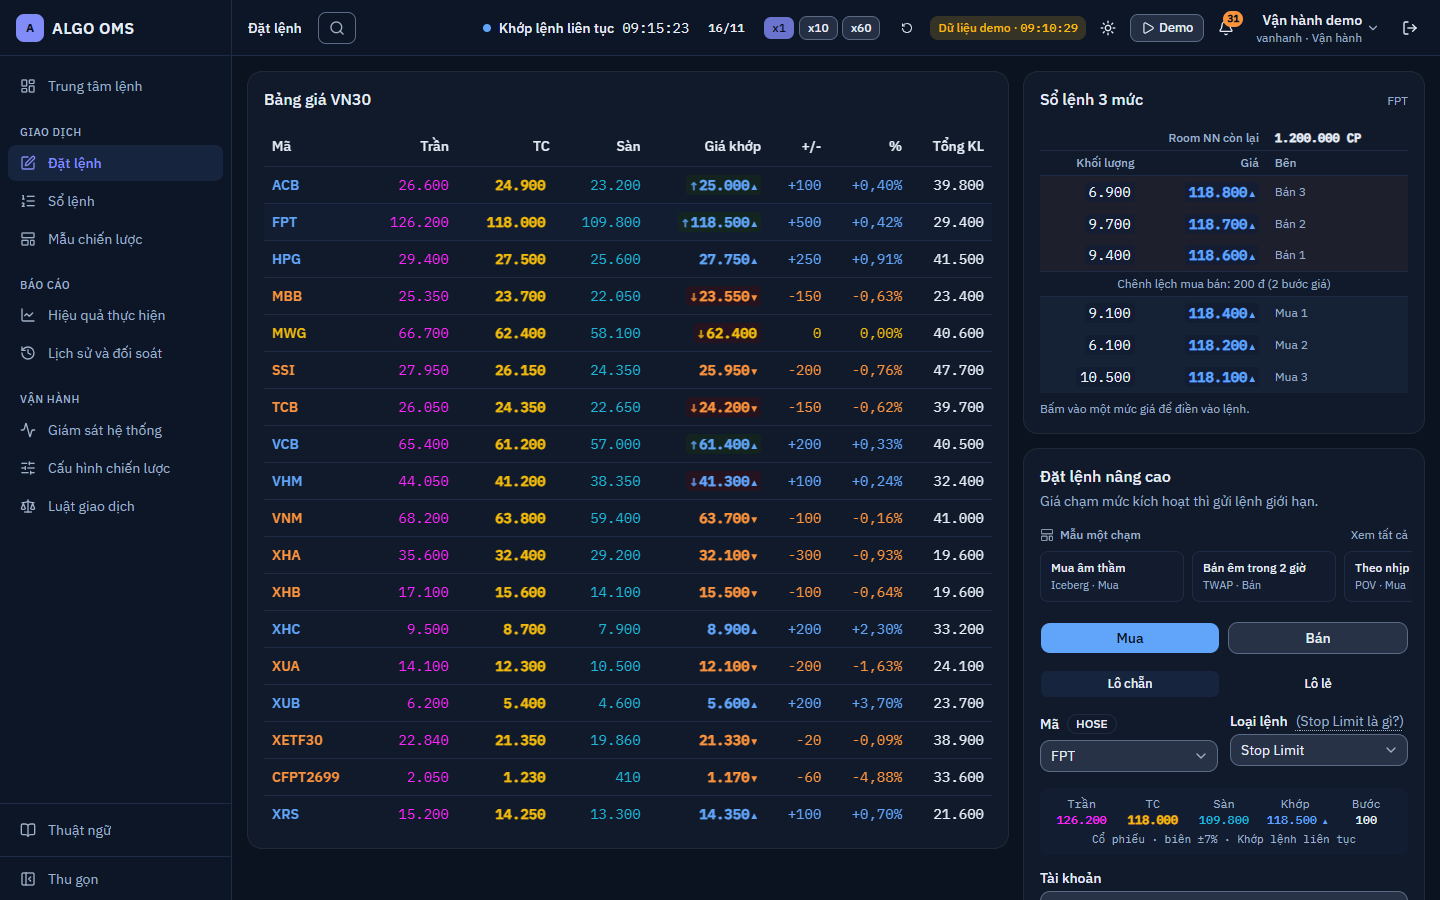 A ALGO OMS
Trung tâm lệnh
GIAO DỊCH
Đặt lệnh
Sổ lệnh
Mẫu chiến lược
BÁO CÁO
Hiệu quả thực hiện
Lịch sử và đối soát
VẬN HÀNH
Giám sát hệ thống
Cấu hình chiến lược
Luật giao dịch
Thuật ngữ
Thu gọn
Đặt lệnh
Khớp lệnh liên tục 09:15:23 16/11 x1 x10 x60
Dữ liệu demo · 09:10:29
Demo
31
Vận hành demo
vanhanh · Vận hành
Bảng giá VN30
Mã Trần TC Sàn Giá khớp +/- % Tổng KL
ACB 26.600 24.900 23.200 ↑25.000▲ +100 +0,40% 39.800
FPT 126.200 118.000 109.800 ↑118.500▲ +500 +0,42% 29.400
HPG 29.400 27.500 25.600 27.750▲ +250 +0,91% 41.500
MBB 25.350 23.700 22.050 ↓23.550▼ -150 -0,63% 23.400
MWG 66.700 62.400 58.100 ↓62.400 0 0,00% 40.600
SSI 27.950 26.150 24.350 25.950▼ -200 -0,76% 47.700
TCB 26.050 24.350 22.650 ↓24.200▼ -150 -0,62% 39.700
VCB 65.400 61.200 57.000 ↑61.400▲ +200 +0,33% 40.500
VHM 44.050 41.200 38.350 ↓41.300▲ +100 +0,24% 32.400
VNM 68.200 63.800 59.400 63.700▼ -100 -0,16% 41.000
XHA 35.600 32.400 29.200 32.100▼ -300 -0,93% 19.600
XHB 17.100 15.600 14.100 15.500▼ -100 -0,64% 19.600
XHC 9.500 8.700 7.900 8.900▲ +200 +2,30% 33.200
XUA 14.100 12.300 10.500 12.100▼ -200 -1,63% 24.100
XUB 6.200 5.400 4.600 5.600▲ +200 +3,70% 23.700
XETF30 22.840 21.350 19.860 21.330▼ -20 -0,09% 38.900
CFPT2699 2.050 1.230 410 1.170▼ -60 -4,88% 33.600
XRS 15.200 14.250 13.300 14.350▲ +100 +0,70% 21.600
Sổ lệnh 3 mức FPT
Room NN còn lại 1.200.000 CP
Khối lượng Giá Bên
6.900 118.800▲ Bán 3
9.700 118.700▲ Bán 2
9.400 118.600▲ Bán 1
Chênh lệch mua bán: 200 đ (2 bước giá)
9.100 118.400▲ Mua 1
6.100 118.200▲ Mua 2
10.500 118.100▲ Mua 3
Bấm vào một mức giá để điền vào lệnh.
Đặt lệnh nâng cao
Giá chạm mức kích hoạt thì gửi lệnh giới hạn.
Mẫu một chạm Xem tất cả
Mua âm thầm
Iceberg · Mua
Bán êm trong 2 giờ
TWAP · Bán
Theo nhịp
POV · Mua
Mua Bán
Lô chẵn Lô lẻ
Mã HOSE
FPT
Loại lệnh (Stop Limit là gì?)
Stop Limit
Trần TC Sàn Khớp Bước
126.200 118.000 109.800 118.500 ▲ 100
Cổ phiếu · biên ±7% · Khớp lệnh liên tục
Tài khoản